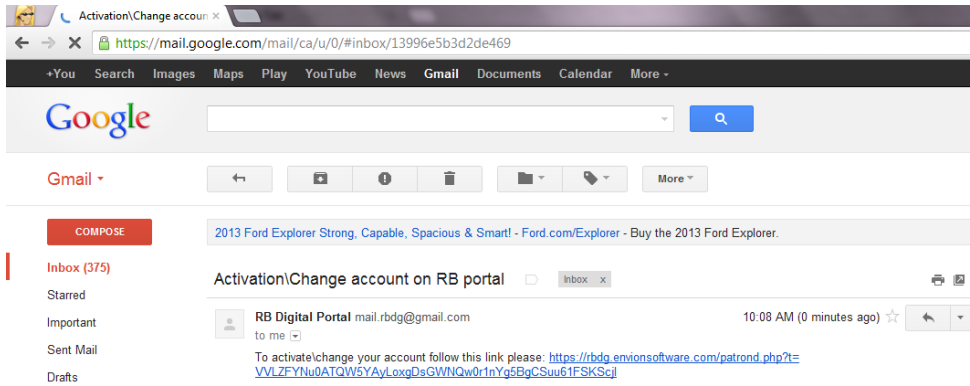 Activation\Change accoun ×
https://mail.google.com/mail/ca/u/0/#inbox/13996e5b3d2de469
+You Search Images Maps Play YouTube News Gmail Documents Calendar More
Google
Gmail
More
COMPOSE
2013 Ford Explorer Strong, Capable, Spacious & Smart! - Ford.com/Explorer - Buy the 2013 Ford Explorer.
Inbox (375)
Activation\Change account on RB portal Inbox x
Starred
Important
RB Digital Portal mail.rbdg@gmail.com 10:08 AM (0 minutes ago)
to me
Sent Mail
To activate\change your account follow this link please: https://rbdg.envionsoftware.com/patrond.php?t=
VVLZFYNu0ATQW5YAyLoxgDsGWNQw0r1nYg5BgCSuu61FSKScjl
Drafts